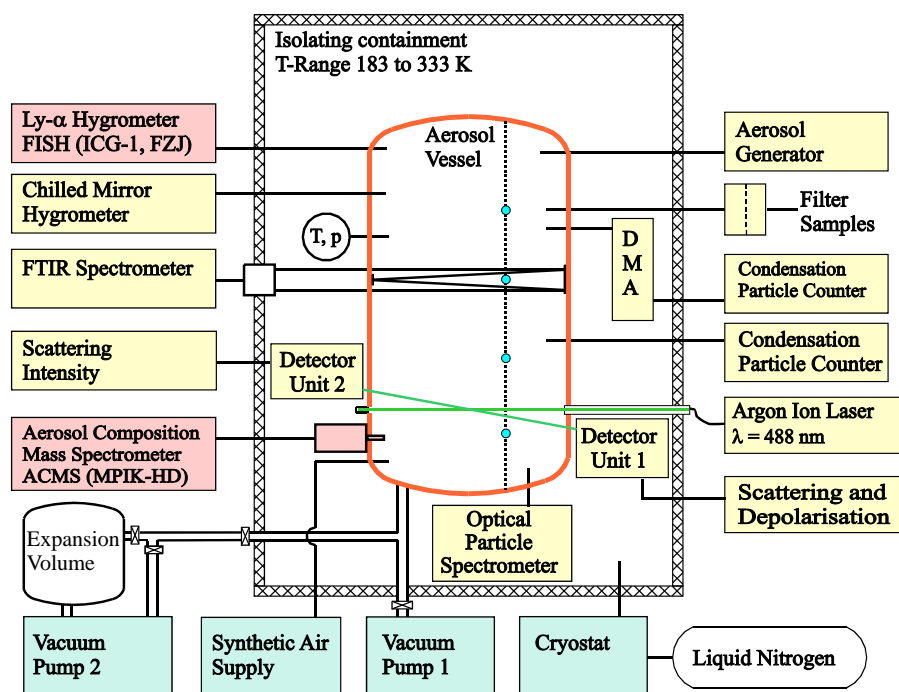 Isolating containment
T-Range 183 to 333 K
Ly-α Hygrometer
FISH (ICG-1, FZJ)
Chilled Mirror
Hygrometer
T, p
FTIR Spectrometer
Scattering
Intensity
Detector
Unit 2
Aerosol Composition
Mass Spectrometer
ACMS (MPIK-HD)
Aerosol
Vessel
Aerosol
Generator
Filter
Samples
D
M
A
Condensation
Particle Counter
Condensation
Particle Counter
Argon Ion Laser
λ = 488 nm
Detector
Unit 1
Scattering and
Depolarisation
Optical
Particle
Spectrometer
Expansion
Volume
Vacuum
Pump 2
Synthetic Air
Supply
Vacuum
Pump 1
Cryostat
Liquid Nitrogen